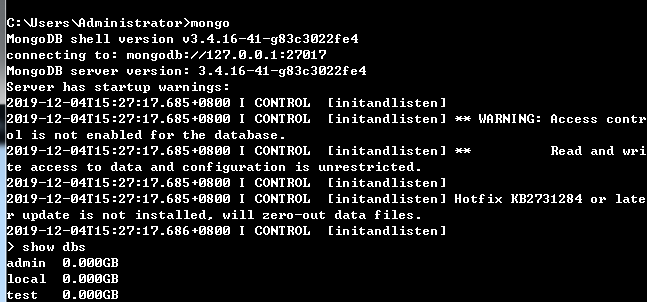 C:\Users\Administrator>mongo
MongoDB shell version v3.4.16-41-g83c3022fe4
connecting to: mongodb://127.0.0.1:27017
MongoDB server version: 3.4.16-41-g83c3022fe4
Server has startup warnings:
2019-12-04T15:27:17.685+0800 I CONTROL  [initandlisten]
2019-12-04T15:27:17.685+0800 I CONTROL  [initandlisten] ** WARNING: Access contr
ol is not enabled for the database.
2019-12-04T15:27:17.685+0800 I CONTROL  [initandlisten] **          Read and wri
te access to data and configuration is unrestricted.
2019-12-04T15:27:17.685+0800 I CONTROL  [initandlisten]
2019-12-04T15:27:17.685+0800 I CONTROL  [initandlisten] Hotfix KB2731284 or late
r update is not installed, will zero-out data files.
2019-12-04T15:27:17.686+0800 I CONTROL  [initandlisten]
> show dbs
admin  0.000GB
local  0.000GB
test   0.000GB